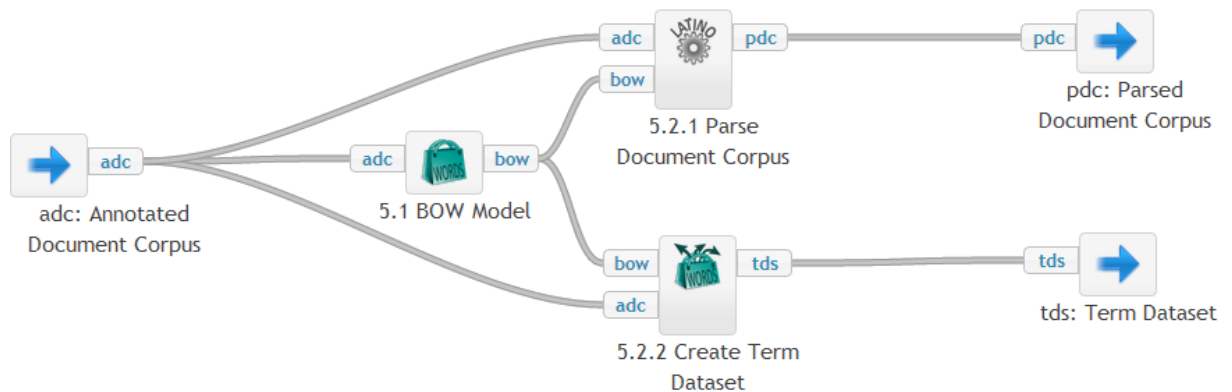 adc
adc: Annotated
Document Corpus
adc
WORDS
bow
5.1 BOW Model
adc
bow
LATINO
pdc
5.2.1 Parse
Document Corpus
bow
adc
WORDS
tds
5.2.2 Create Term
Dataset
pdc
pdc: Parsed
Document Corpus
tds
tds: Term Dataset